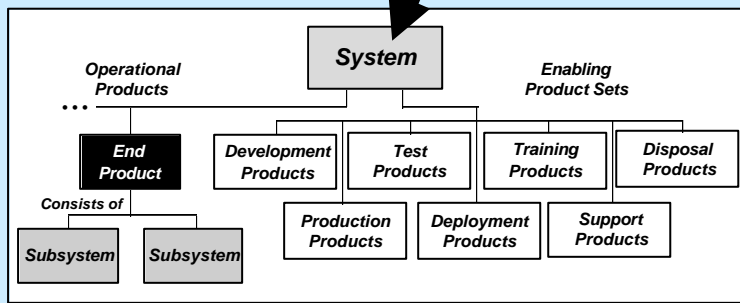 System
Operational
Products
Enabling
Product Sets
...
End
Product
Development
Products
Test
Products
Training
Products
Disposal
Products
Consists of
Production
Products
Deployment
Products
Support
Products
Subsystem
Subsystem